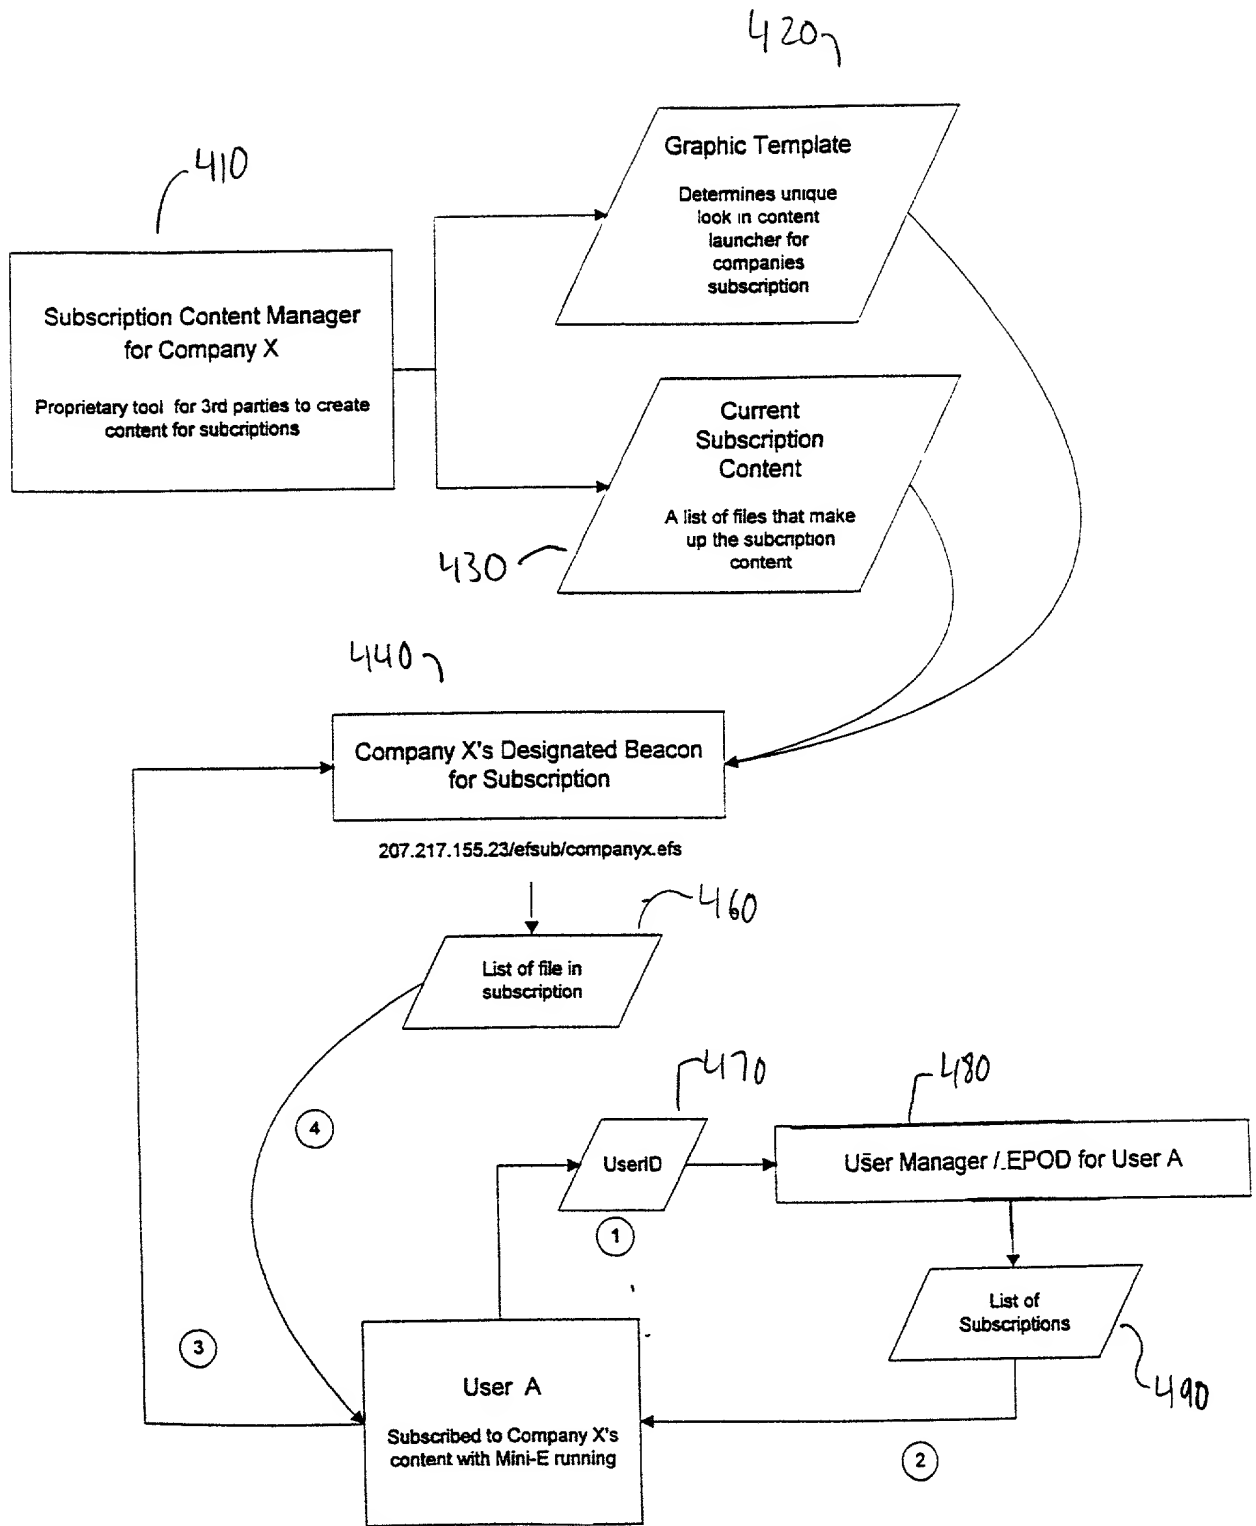 420
410
Graphic Template
Determines unique
look in content
launcher for
companies
subscription
Subscription Content Manager
for Company X
Proprietary tool for 3rd parties to create
content for subcriptions
Current
Subscription
Content
A list of files that make
up the subcription
content
430
440
Company X's Designated Beacon
for Subscription
207.217.155.23/efsub/companyx.efs
460
List of file in
subscription
470
480
4
UserID
User Manager /.EPOD for User A
1
List of
Subscriptions
3
490
User A
Subscribed to Company X's
content with Mini-E running
2